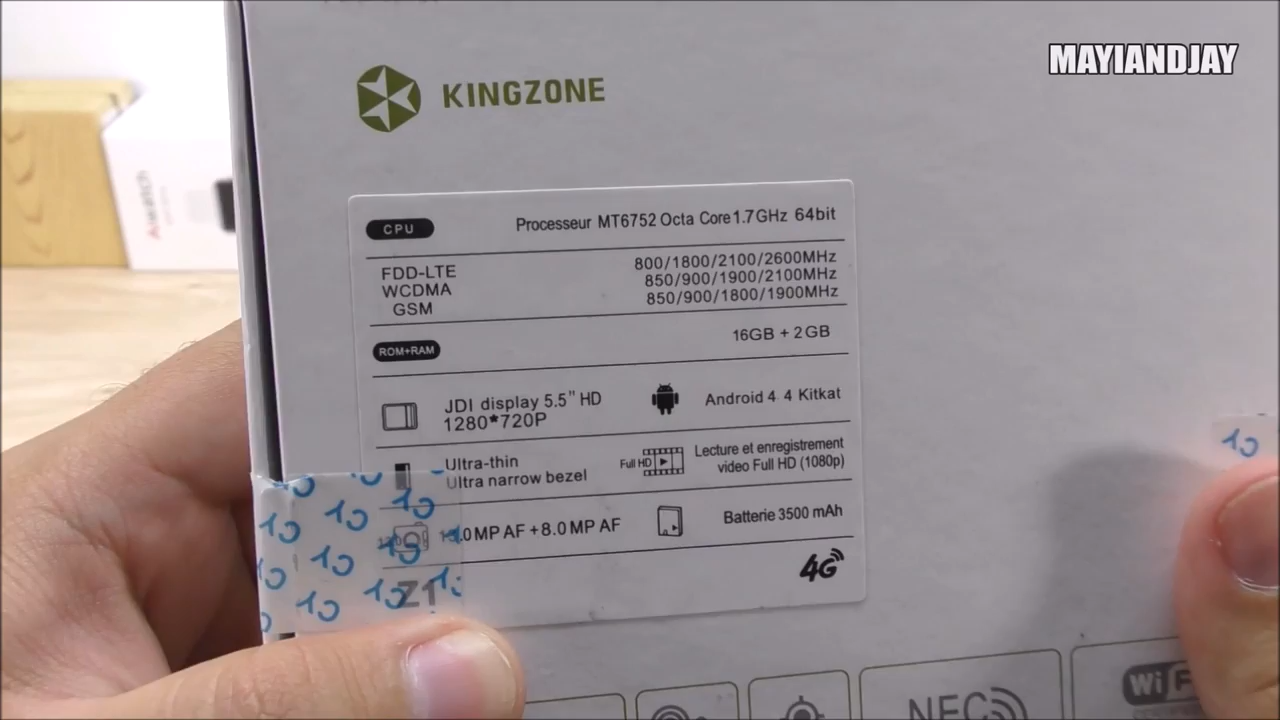 MAYIANDJAY
KINGZONE
CPU
Processeur MT6752 Octa Core 1.7GHz 64bit
FDD-LTE 800/1800/2100/2600MHz
WCDMA 850/900/1900/2100MHz
GSM 850/900/1800/1900MHz
ROM+RAM
16GB + 2GB
JDI display 5.5" HD
1280*720P
Android 4 4 Kitkat
Ultra-thin
Ultra narrow bezel
Full HD
Lecture et enregistrement
video Full HD (1080p)
.0 MP AF +8.0 MP AF
Batterie 3500 mAh
4G
Z1
NFC
Wi